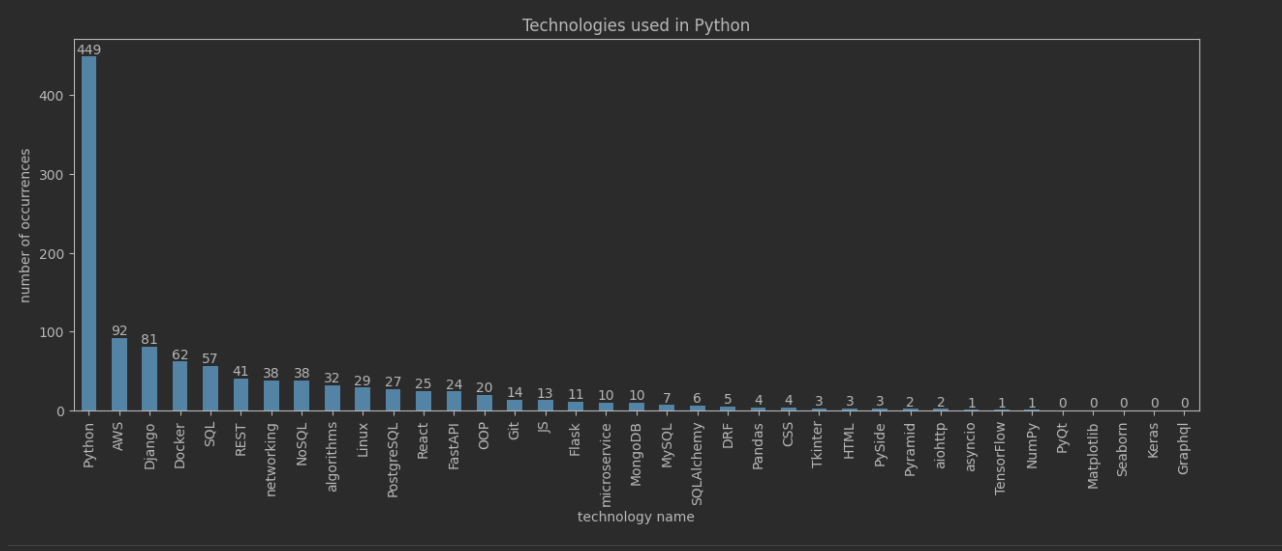 Technologies used in Python
number of occurrences
400
300
200
100
0
449
92
81
62
57
41
38
38
32
29
27
25
24
20
14
13
11
10
10
7
6
5
4
4
3
3
3
2
2
1
1
1
0
0
0
0
0
Python
AWS
Django
Docker
SQL
REST
networking
NoSQL
algorithms
Linux
PostgreSQL
React
FastAPI
OOP
Git
JS
Flask
microservice
MongoDB
MySQL
SQLAlchemy
DRF
Pandas
CSS
Tkinter
HTML
PySide
Pyramid
aiohttp
asyncio
TensorFlow
NumPy
PyQt
Matplotlib
Seaborn
Keras
Graphql
technology name